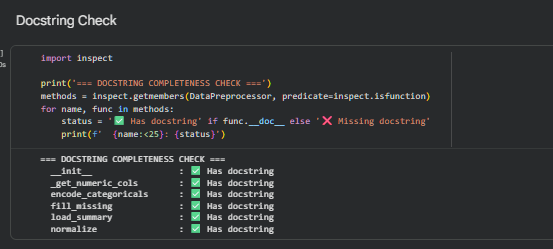 Docstring Check
]
0s
import inspect
print('=== DOCSTRING COMPLETENESS CHECK ===')
methods = inspect.getmembers(DataPreprocessor, predicate=inspect.isfunction)
for name, func in methods:
    status = '✅ Has docstring' if func.__doc__ else '❌ Missing docstring'
    print(f'  {name:<25}: {status}')
=== DOCSTRING COMPLETENESS CHECK ===
  __init__                 : ✅ Has docstring
  _get_numeric_cols        : ✅ Has docstring
  encode_categoricals      : ✅ Has docstring
  fill_missing             : ✅ Has docstring
  load_summary             : ✅ Has docstring
  normalize                : ✅ Has docstring